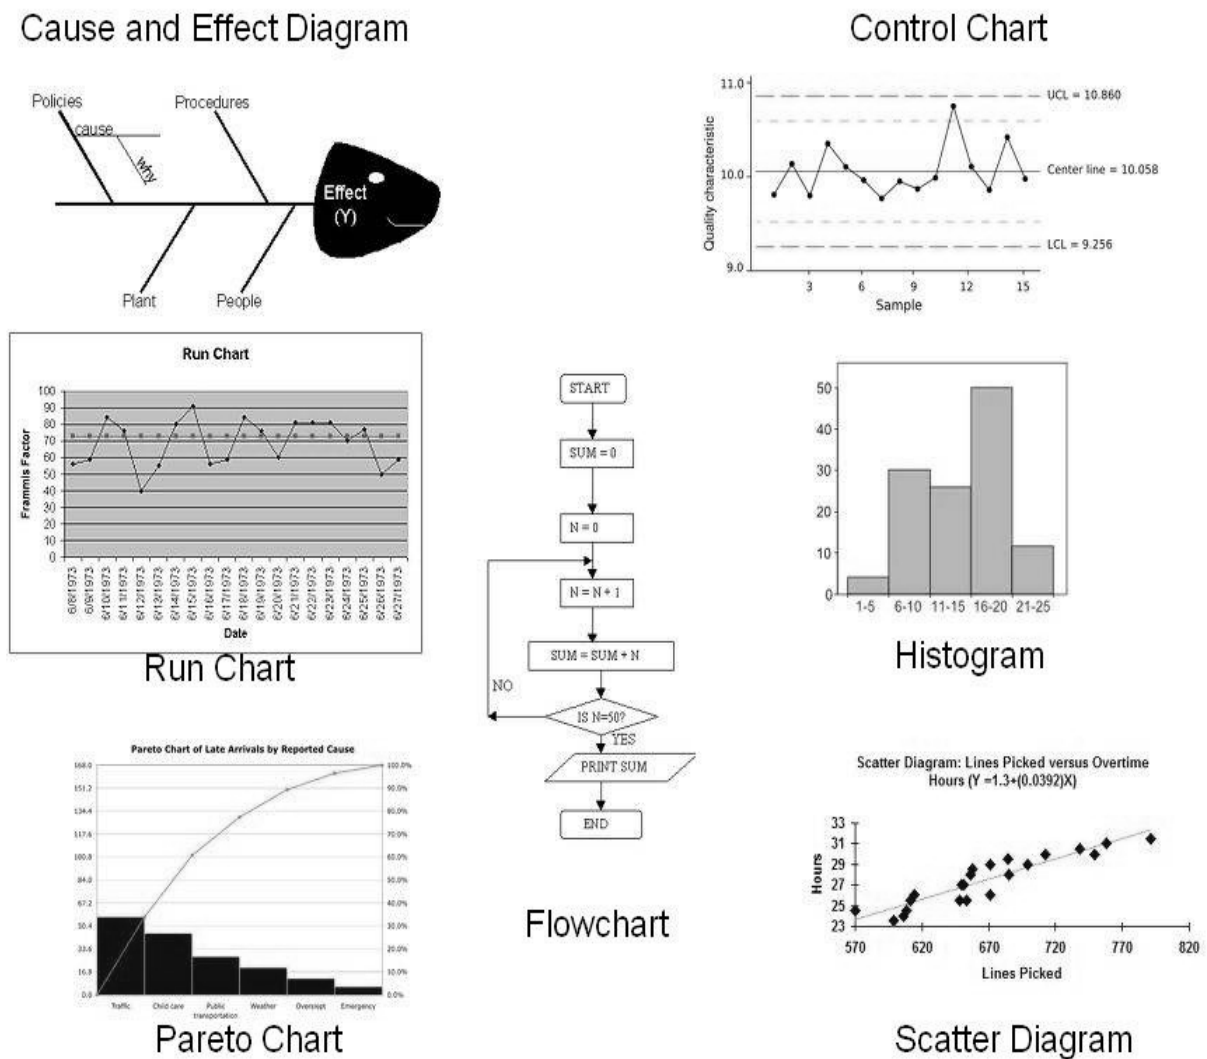 Cause and Effect Diagram
Policies
Procedures
cause
why
Effect
(Y)
Plant
People
Control Chart
11.0
10.0
9.0
Quality characteristic
UCL = 10.860
Center line = 10.058
LCL = 9.256
3 6 9 12 15
Sample
Run Chart
100
90
80
70
60
50
40
30
20
10
0
Frammis Factor
6/8/1973
6/9/1973
6/10/1973
6/11/1973
6/12/1973
6/13/1973
6/14/1973
6/15/1973
6/16/1973
6/17/1973
6/18/1973
6/19/1973
6/20/1973
6/21/1973
6/22/1973
6/23/1973
6/24/1973
6/25/1973
6/26/1973
6/27/1973
Date
Run Chart
START
SUM = 0
N = 0
N = N + 1
SUM = SUM + N
NO
IS N=50?
YES
PRINT SUM
END
Flowchart
50
40
30
20
10
0
1-5 6-10 11-15 16-20 21-25
Histogram
Pareto Chart of Late Arrivals by Reported Cause
168.0
151.2
134.4
117.6
100.8
84.0
67.2
50.4
33.6
16.8
0.0
100.0%
90.0%
80.0%
70.0%
60.0%
50.0%
40.0%
30.0%
20.0%
10.0%
0.0%
Traffic Child care Public Weather Overslept Emergency
transportation
Pareto Chart
Scatter Diagram: Lines Picked versus Overtime
Hours (Y =1.3+(0.0392)X)
33
31
29
27
25
23
Hours
570 620 670 720 770 820
Lines Picked
Scatter Diagram